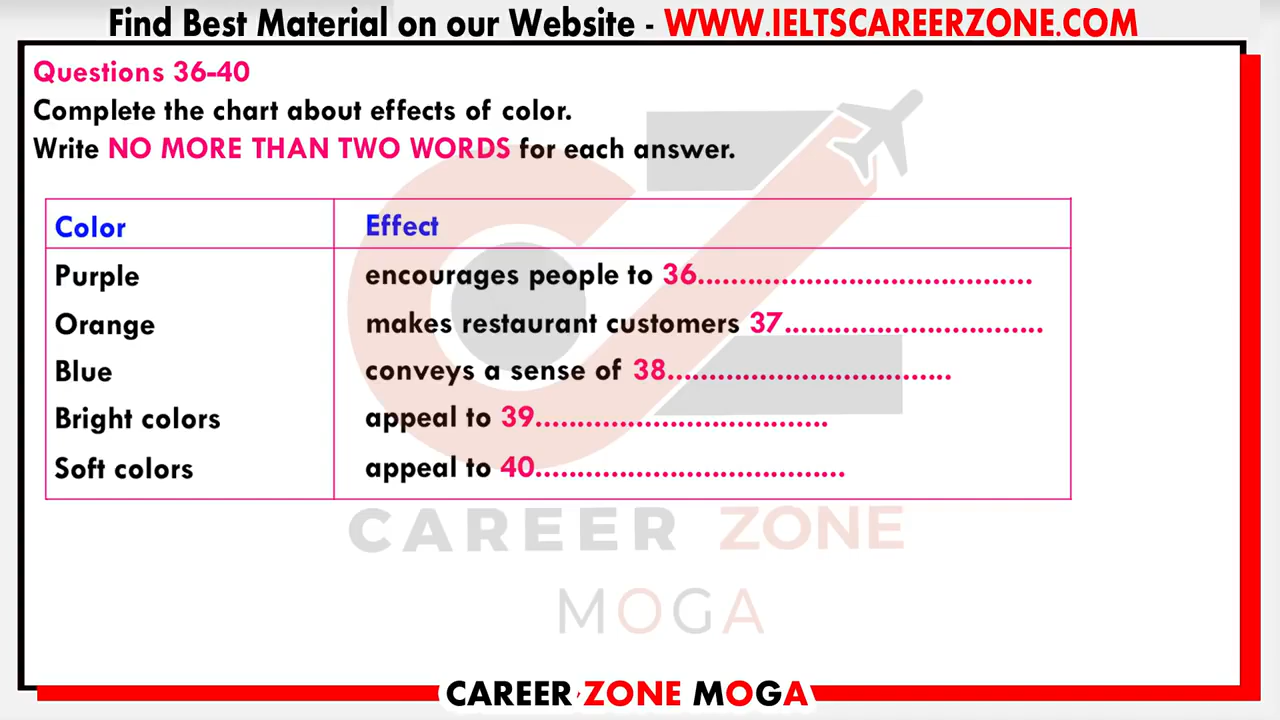 Find Best Material on our Website - WWW.IELTSCAREERZONE.COM
Questions 36-40
Complete the chart about effects of color.
Write NO MORE THAN TWO WORDS for each answer.
Color Effect
Purple encourages people to 36.......................................
Orange makes restaurant customers 37..............................
Blue conveys a sense of 38.................................
Bright colors appeal to 39..................................
Soft colors appeal to 40....................................
CAREER ZONE
MOGA
CAREER ZONE MOGA